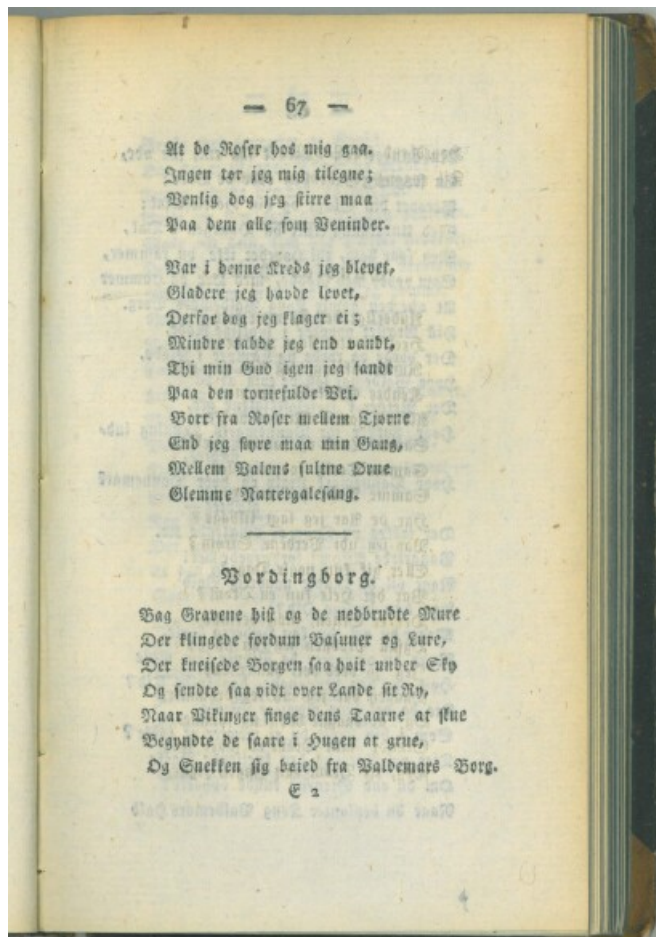 — 67 —
At de Roser hos mig gaa.
Ingen tør jeg mig tilegne;
Venlig dog jeg stirre maa
Paa dem alle som Veninder.
Var i denne Kreds jeg blevet,
Gladere jeg havde levet,
Derfor dog jeg klager ei;
Mindre tabde jeg end vandt,
Thi min Gud igen jeg fandt
Paa den tornefulde Vei.
Bort fra Roser mellem Tjørne
End jeg styre maa min Gang,
Mellem Valens sultne Ørne
Glemme Nattergalesang.
Vordingborg.
Bag Gravene hist og de nedbrudte Mure
Der klingede fordum Basuner og Lure,
Der kneisede Borgen saa høit under Sky
Og sendte saa vidt over Lande sit Ry,
Naar Vikinger finge dens Taarne at skue
Begyndte de saare i Hugen at grue,
Og Snekken sig bøied fra Valdemars Borg.
E 2